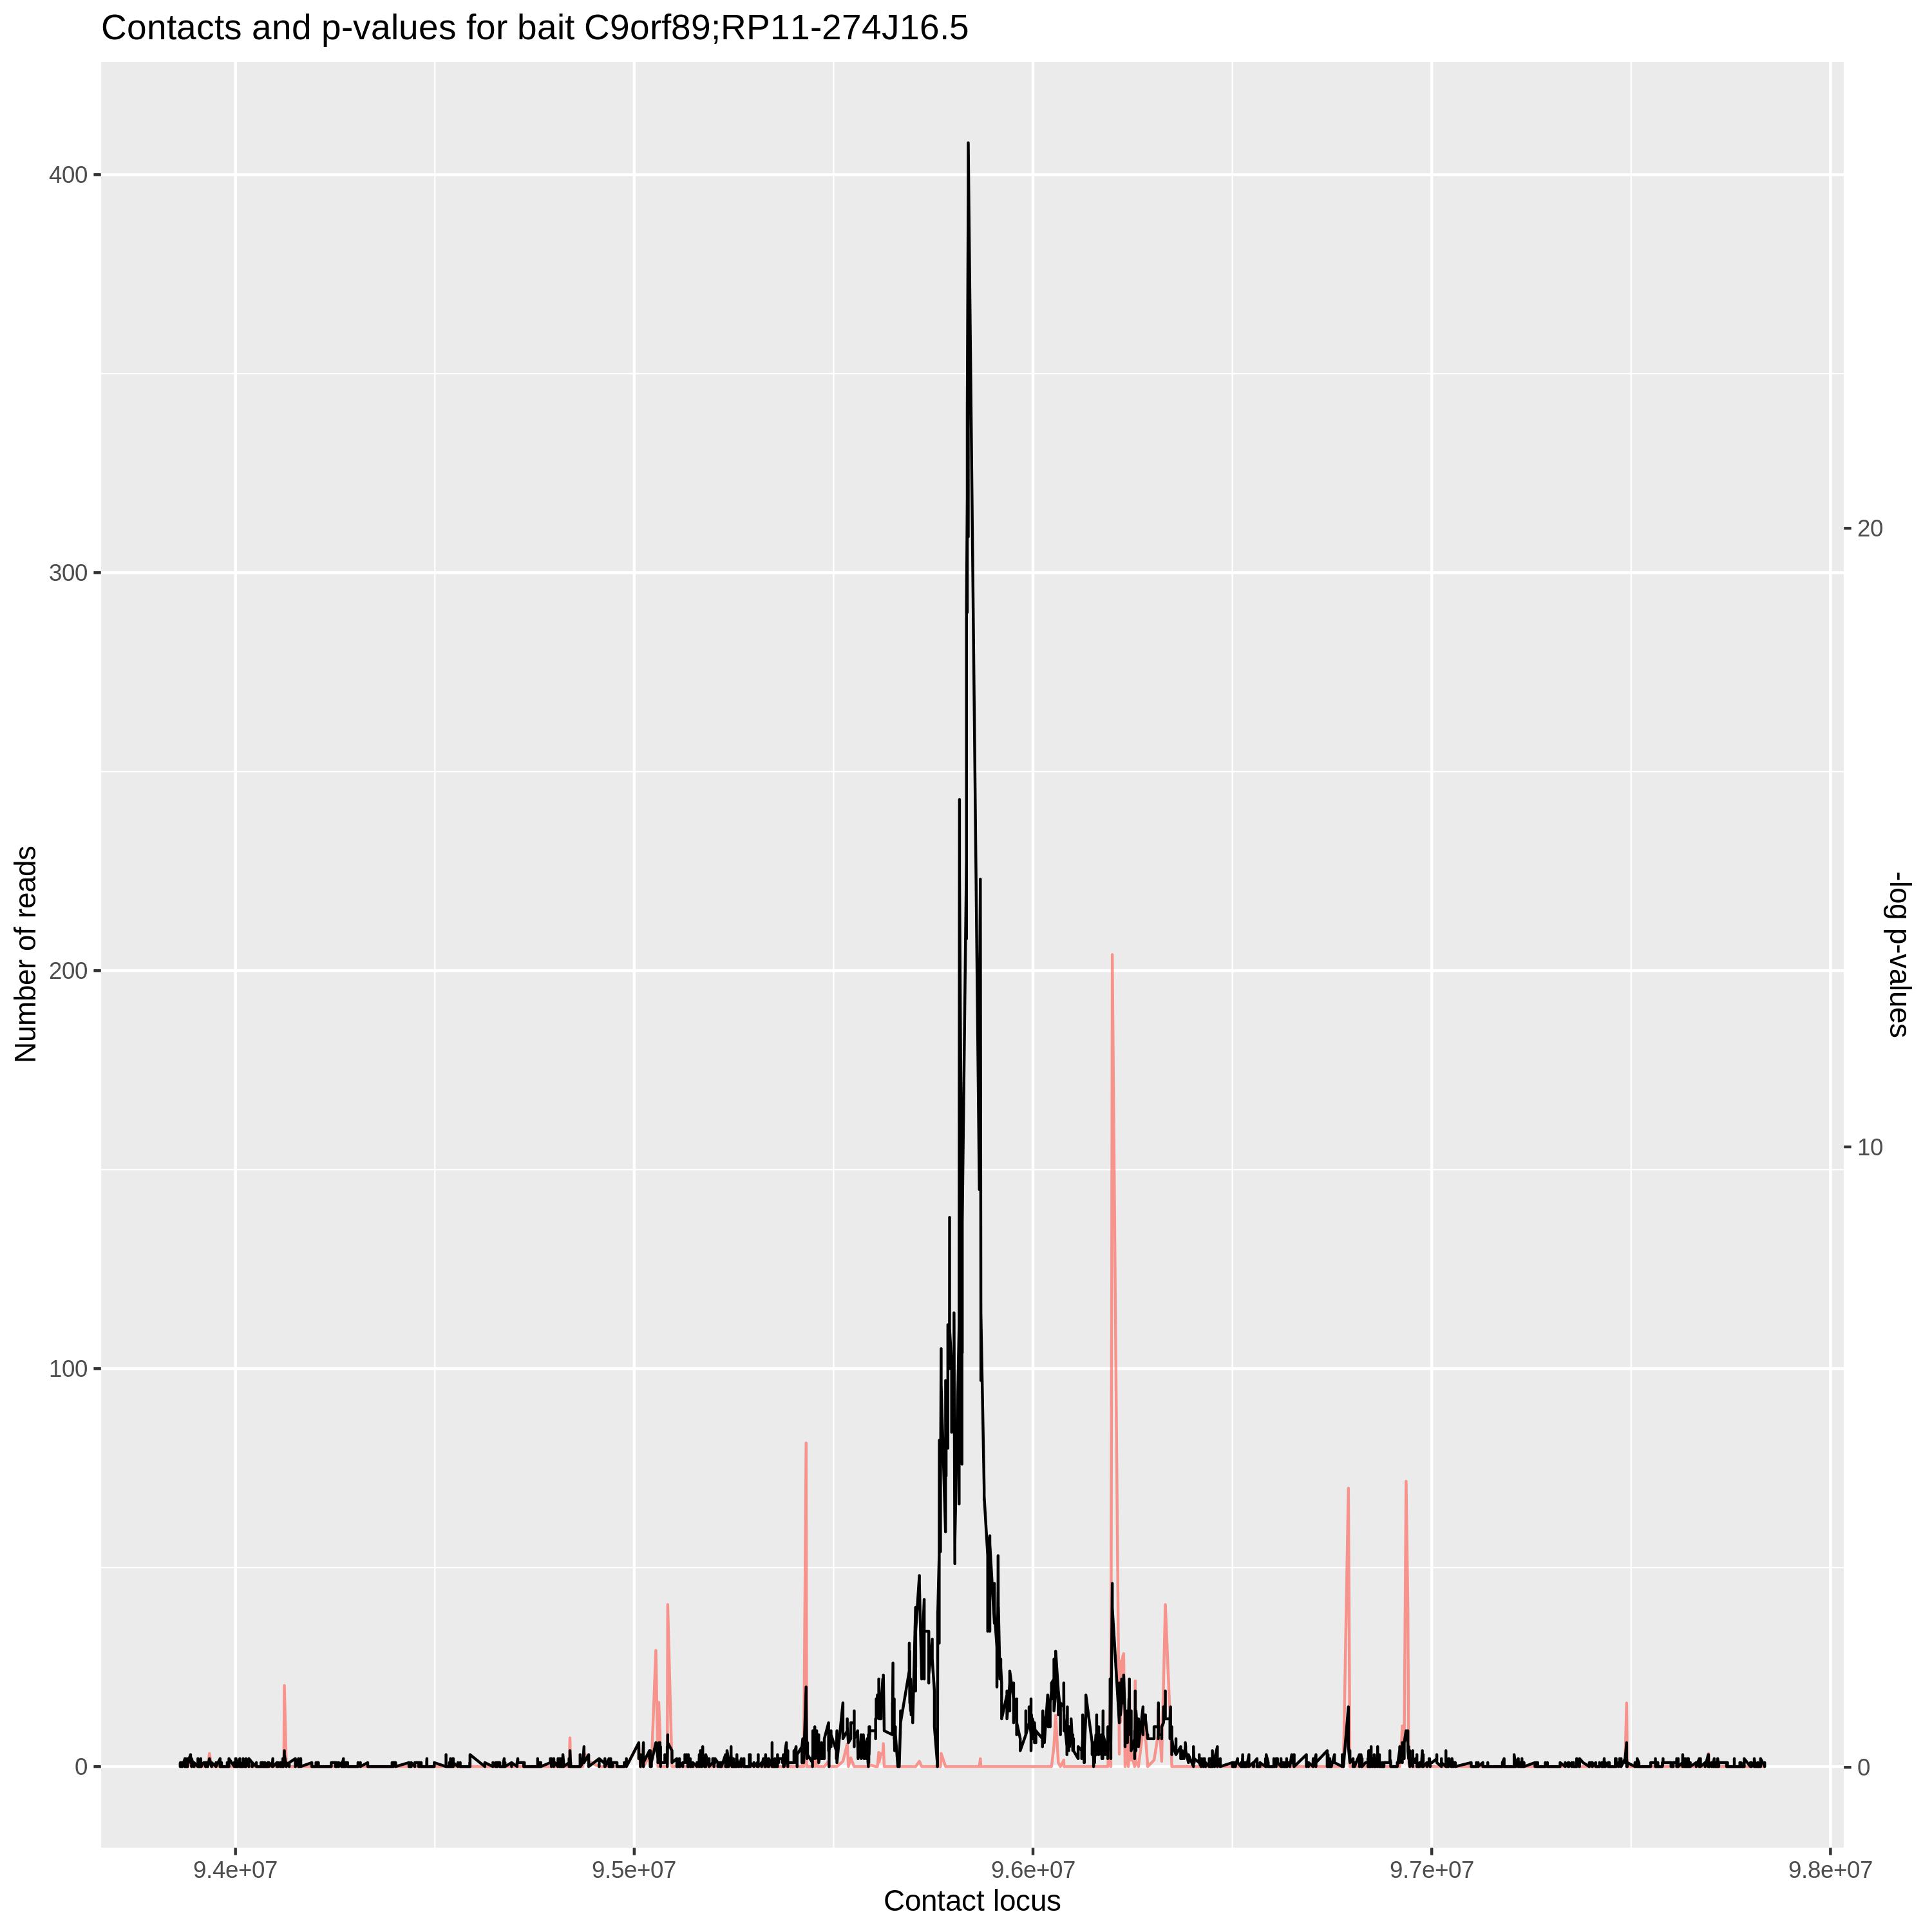 Contacts and p-values for bait C9orf89;RP11-274J16.5
400
300
200
100
0
Number of reads
20
10
0
-log p-values
9.4e+07
9.5e+07
9.6e+07
9.7e+07
9.8e+07
Contact locus